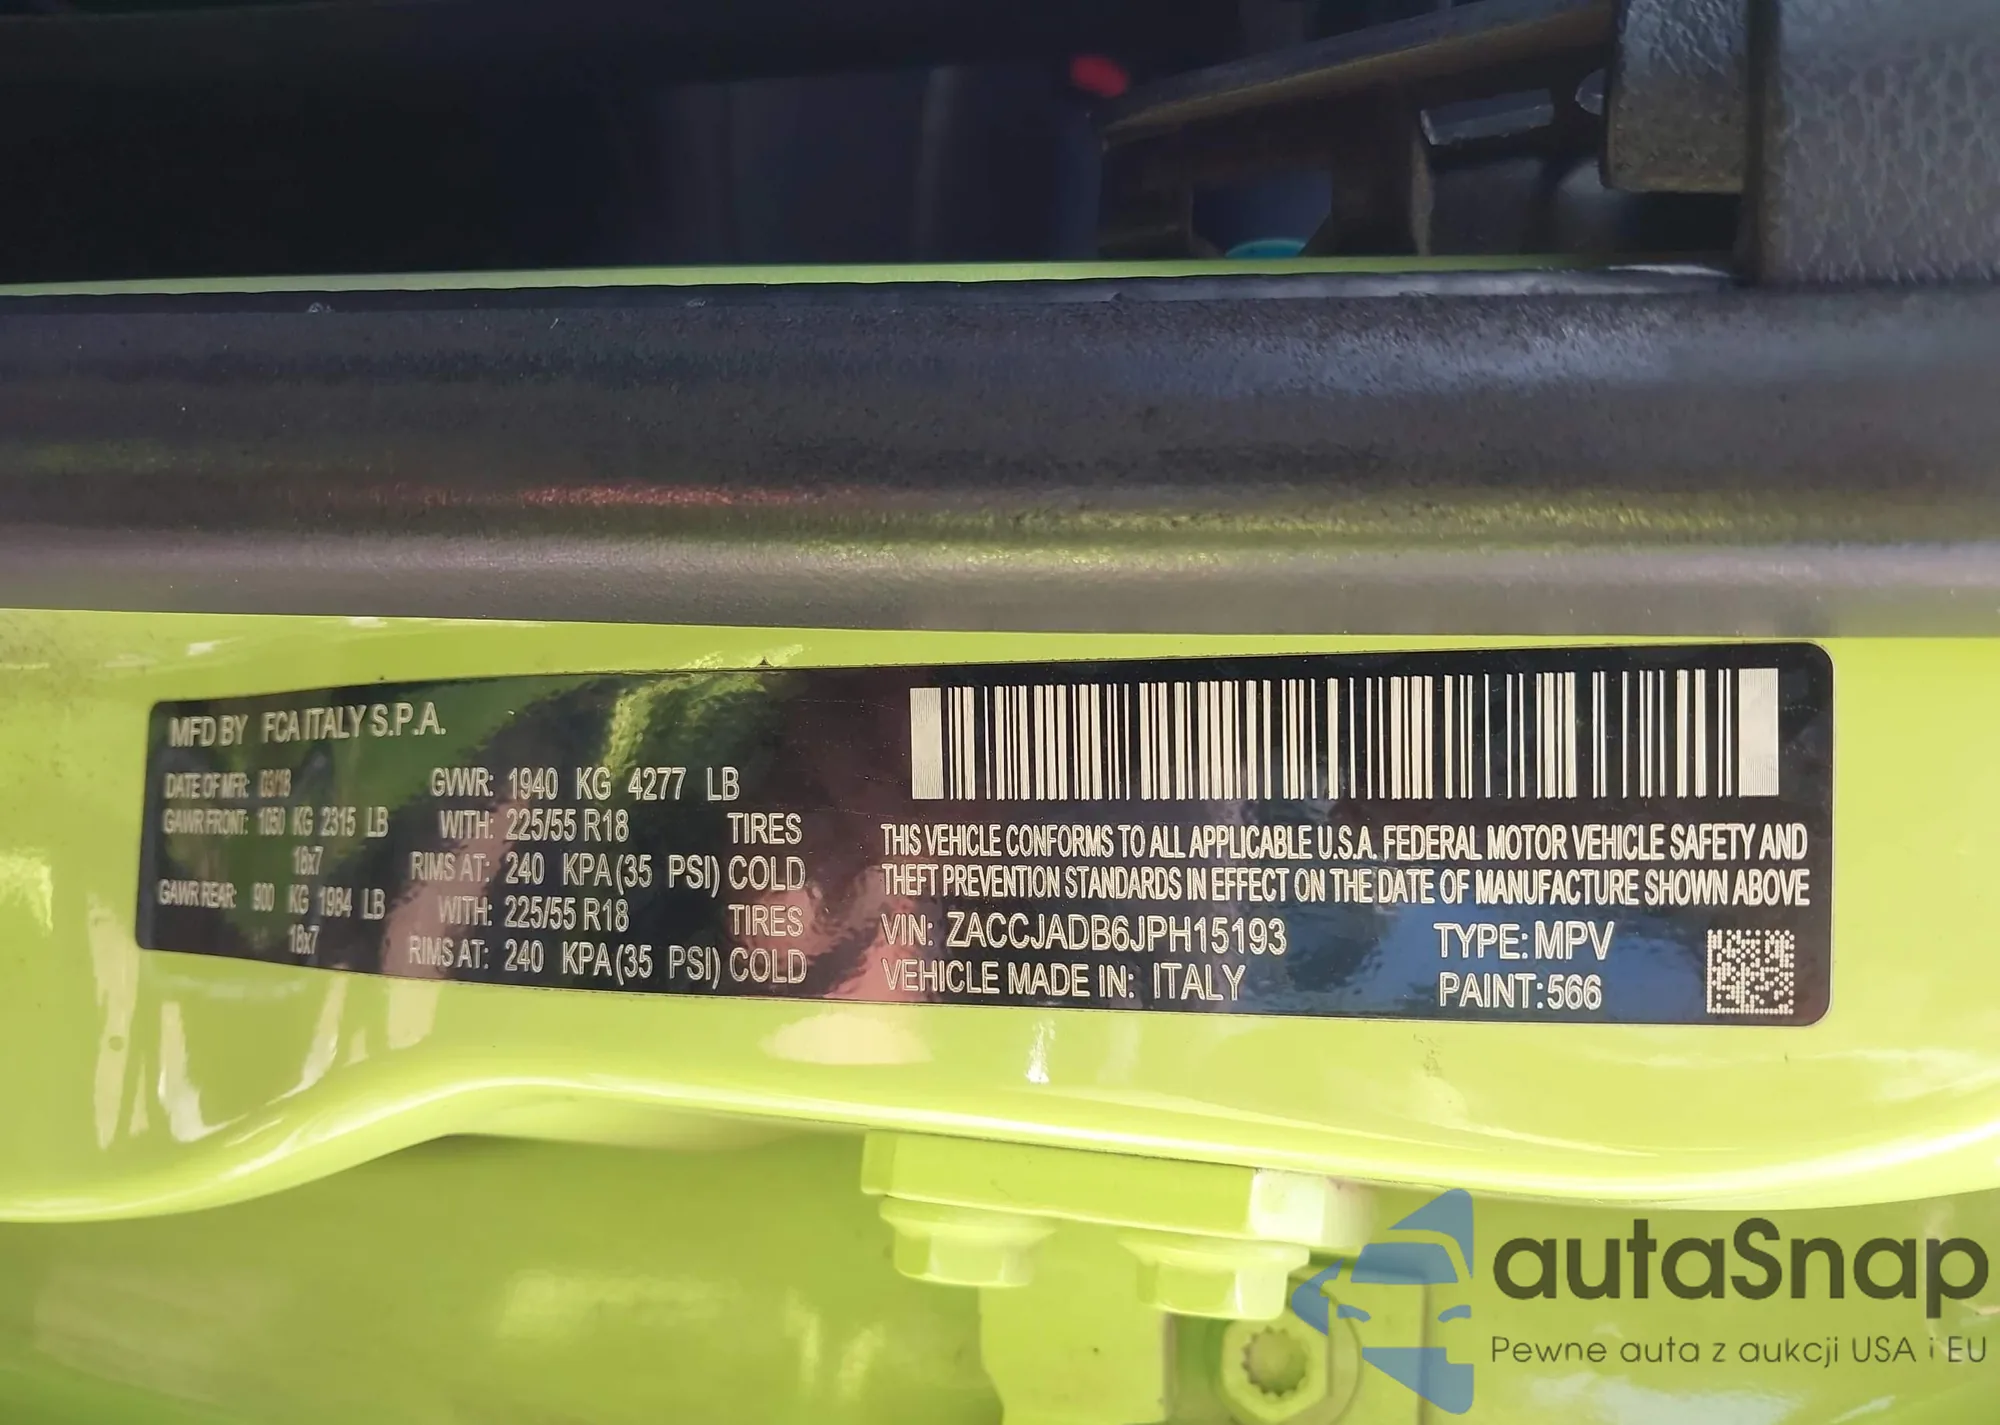 MFD BY FCA ITALY S.P.A.
DATE OF MFR: 03/18 GVWR: 1940 KG 4277 LB
GAWR FRONT: 1050 KG 2315 LB WITH: 225/55 R18 TIRES
18x7 RIMS AT: 240 KPA(35 PSI) COLD
GAWR REAR: 900 KG 1984 LB WITH: 225/55 R18 TIRES
18x7 RIMS AT: 240 KPA(35 PSI) COLD
THIS VEHICLE CONFORMS TO ALL APPLICABLE U.S.A. FEDERAL MOTOR VEHICLE SAFETY AND
THEFT PREVENTION STANDARDS IN EFFECT ON THE DATE OF MANUFACTURE SHOWN ABOVE
VIN: ZACCJADB6JPH15193 TYPE: MPV
VEHICLE MADE IN: ITALY PAINT: 566
autaSnap
Pewne auta z aukcji USA i EU